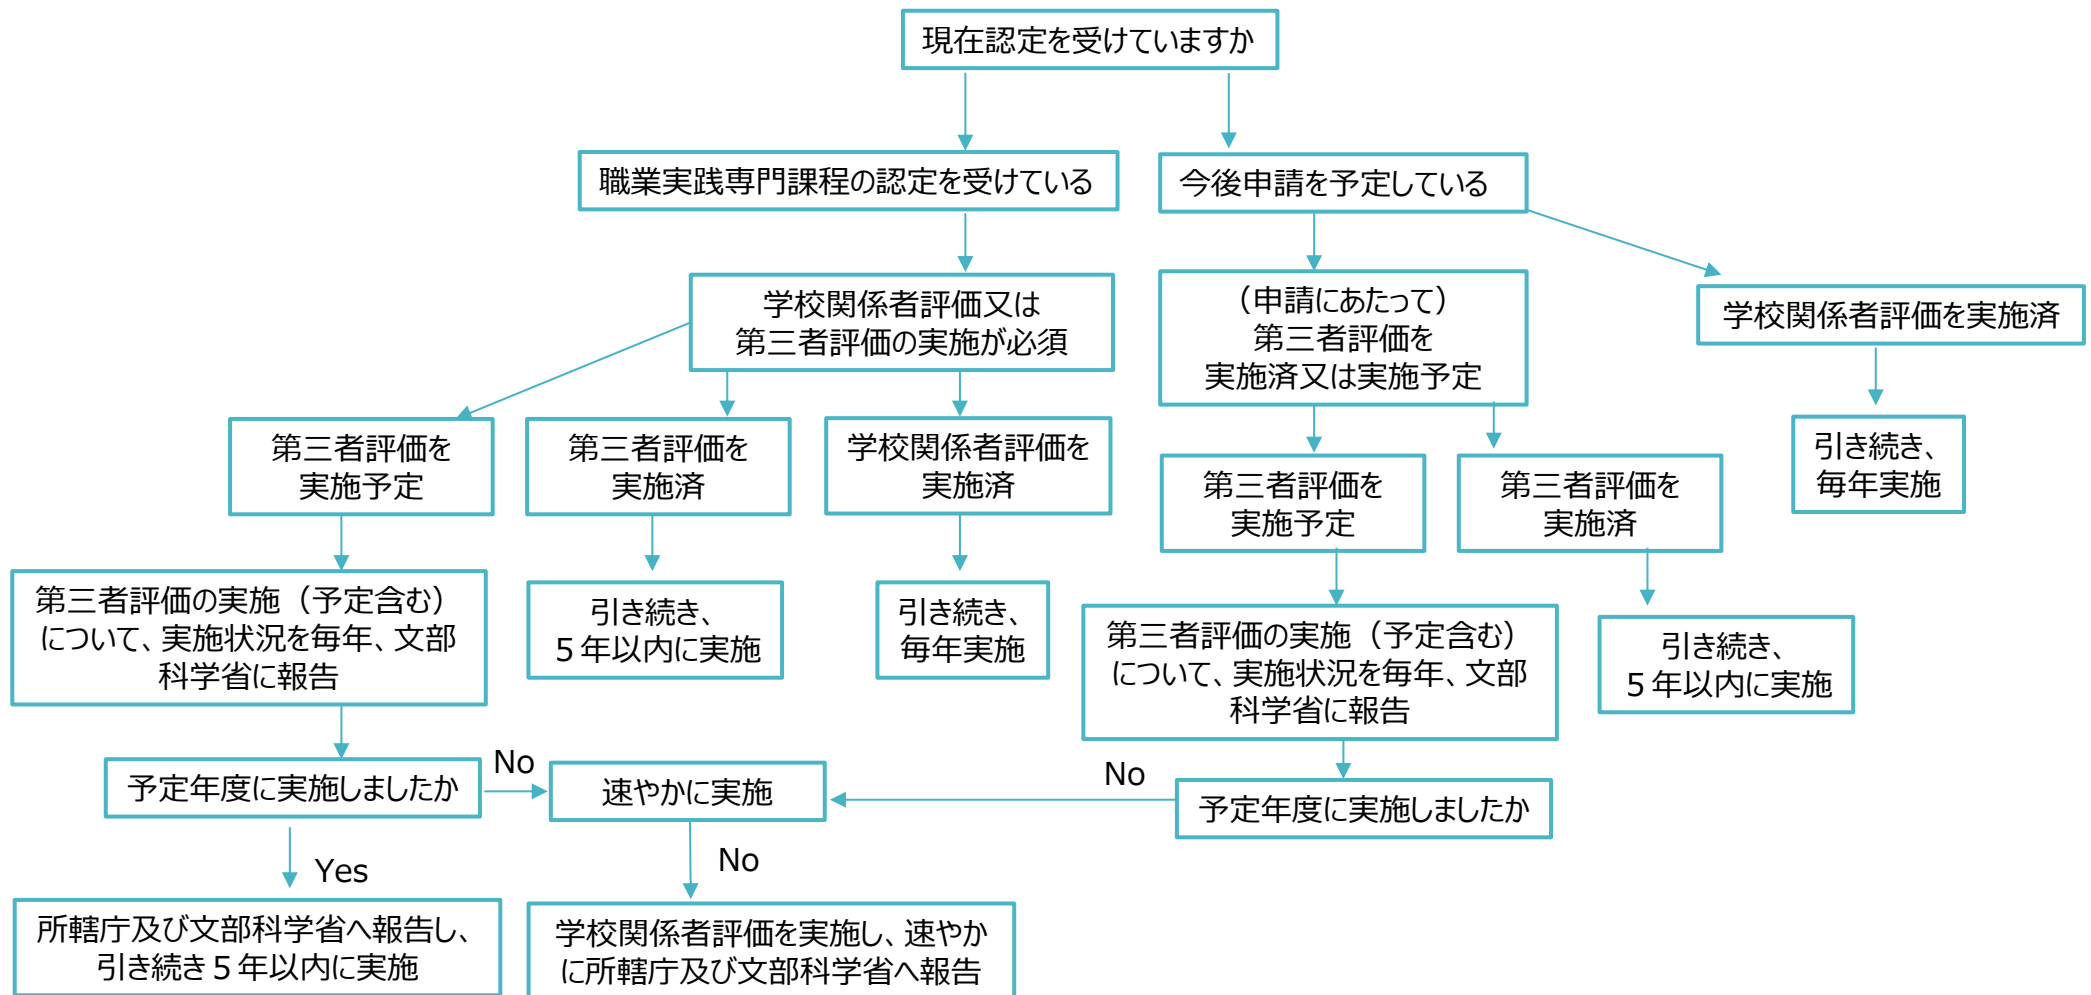 現在認定を受けていますか
職業実践専門課程の認定を受けている
今後申請を予定している
学校関係者評価又は
第三者評価の実施が必須
（申請にあたって）
第三者評価を
実施済又は実施予定
学校関係者評価を実施済
第三者評価を
実施予定
第三者評価を
実施済
学校関係者評価を
実施済
第三者評価を
実施予定
第三者評価を
実施済
引き続き、
毎年実施
第三者評価の実施（予定含む）
について、実施状況を毎年、文部
科学省に報告
引き続き、
５年以内に実施
引き続き、
毎年実施
第三者評価の実施（予定含む）
について、実施状況を毎年、文部
科学省に報告
引き続き、
５年以内に実施
予定年度に実施しましたか
No
速やかに実施
No
予定年度に実施しましたか
Yes
No
所轄庁及び文部科学省へ報告し、
引き続き５年以内に実施
学校関係者評価を実施し、速やか
に所轄庁及び文部科学省へ報告